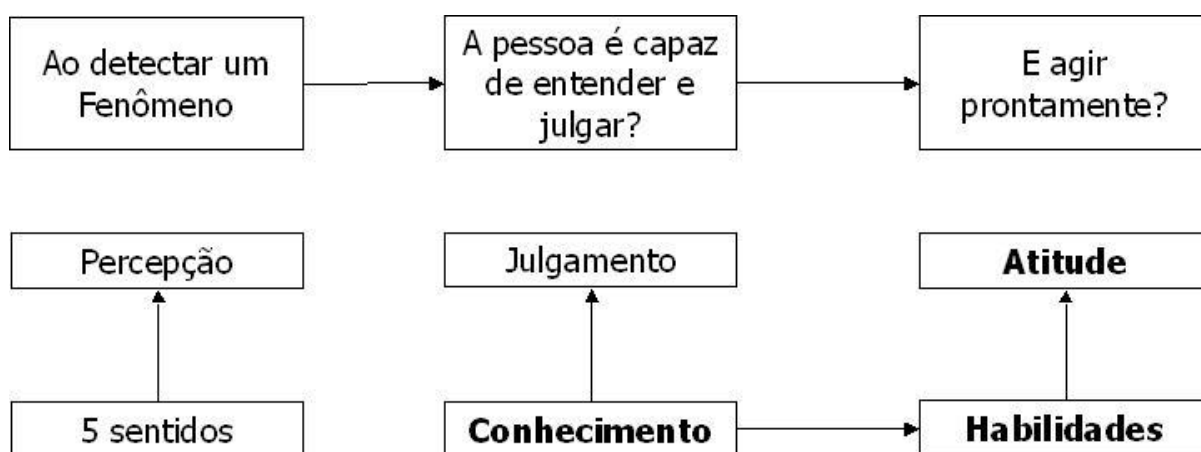 Ao detectar um
Fenômeno
A pessoa é capaz
de entender e
julgar?
E agir
prontamente?
Percepção
Julgamento
Atitude
5 sentidos
Conhecimento
Habilidades